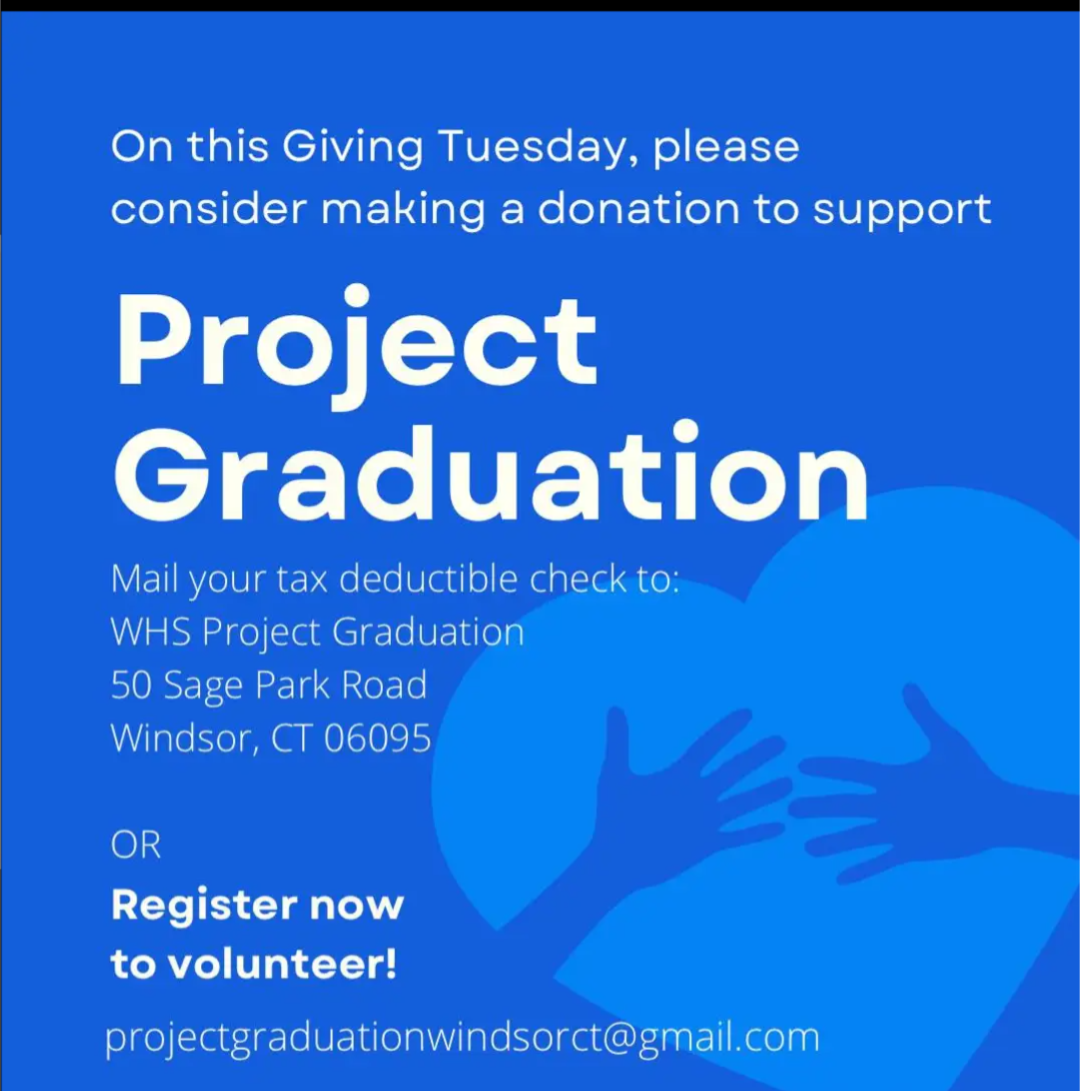 On this Giving Tuesday, please
consider making a donation to support
Project
Graduation
Mail your tax deductible check to:
WHS Project Graduation
50 Sage Park Road
Windsor, CT 06095
OR
Register now
to volunteer!
projectgraduationwindsorct@gmail.com